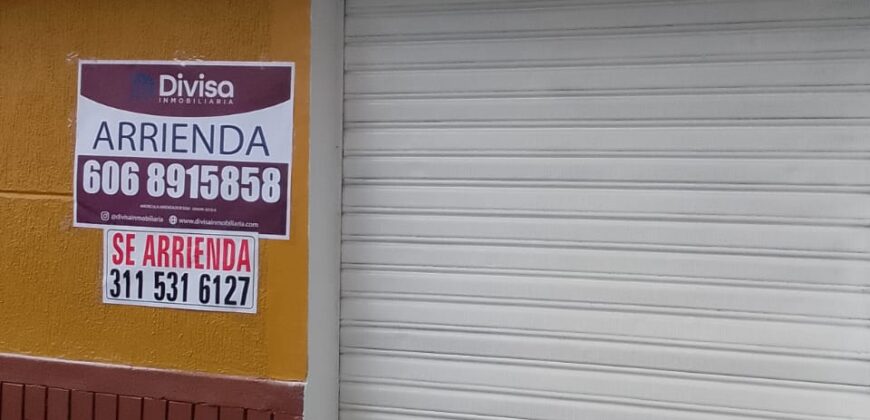 Divisa
INMOBILIARIA
ARRIENDA
606 8915858
@divisainmobiliaria www.divisainmobiliaria.com
SE ARRIENDA
311 531 6127